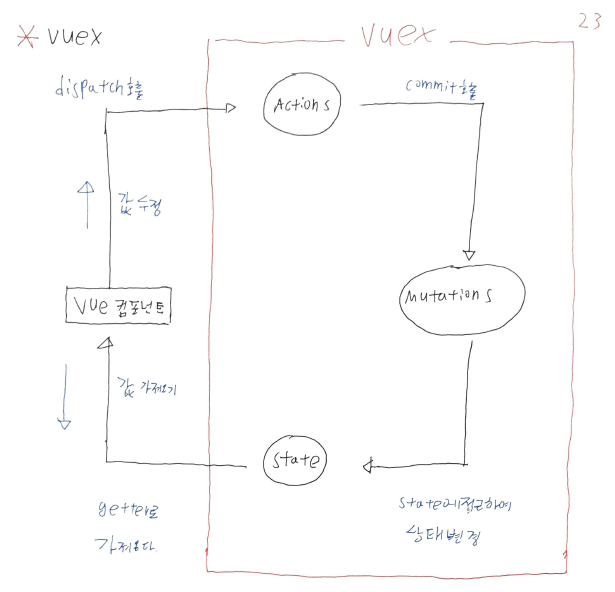 * vuex
vuex
23
dispatch호출
Actions
commit호출
값 수정
vue 컴포넌트
Mutations
값 가져오기
state
getter로
가져온다
state에접근하여
상태변경